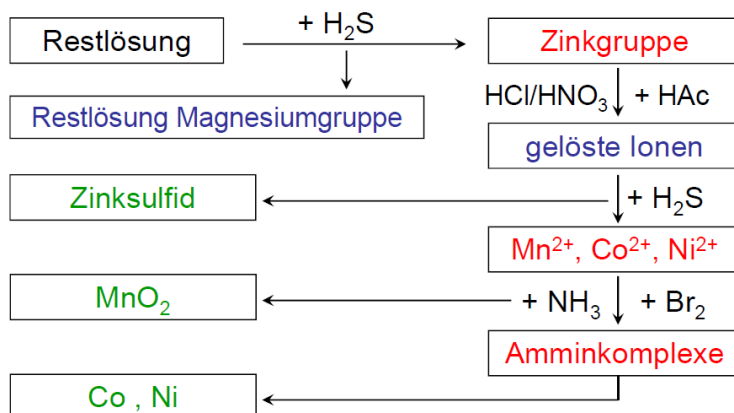 Restlösung
+ H₂S
Zinkgruppe
HCl/HNO₃ + HAc
Restlösung Magnesiumgruppe
gelöste Ionen
Zinksulfid
+ H₂S
Mn²⁺, Co²⁺, Ni²⁺
MnO₂
+ NH₃ + Br₂
Amminkomplexe
Co , Ni